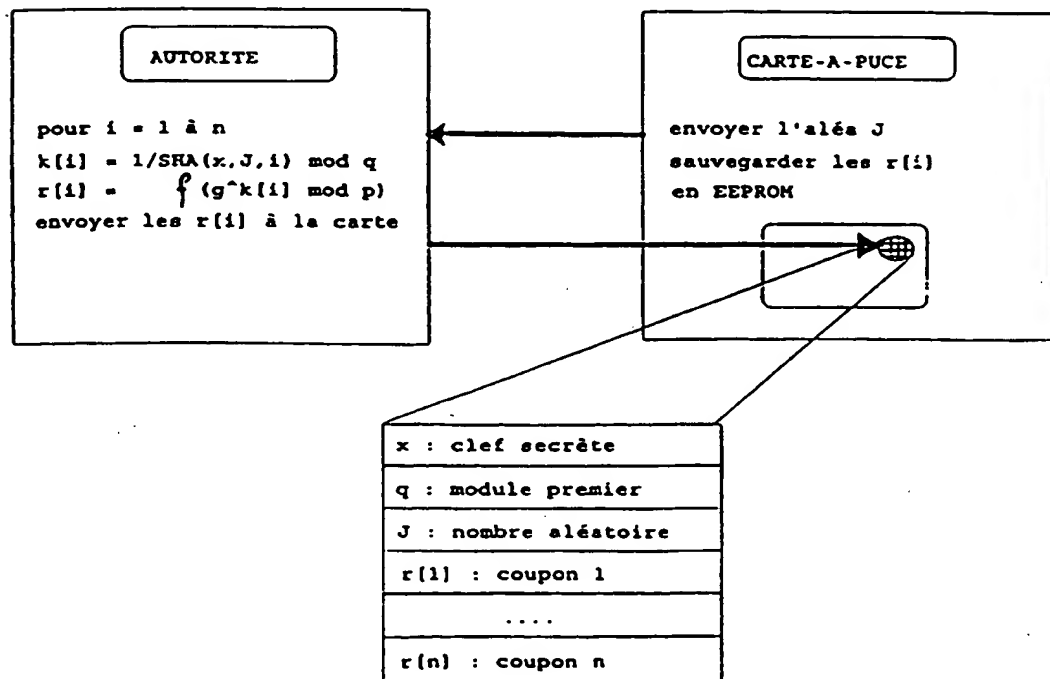 AUTORITE
pour i = 1 à n
k[i] = 1/SHA(x,J,i) mod q
r[i] = f (g^k[i] mod p)
envoyer les r[i] à la carte
CARTE-A-PUCE
envoyer l'aléa J
sauvegarder les r[i]
en EEPROM
x : clef secrète
q : module premier
J : nombre aléatoire
r[1] : coupon 1
....
r[n] : coupon n